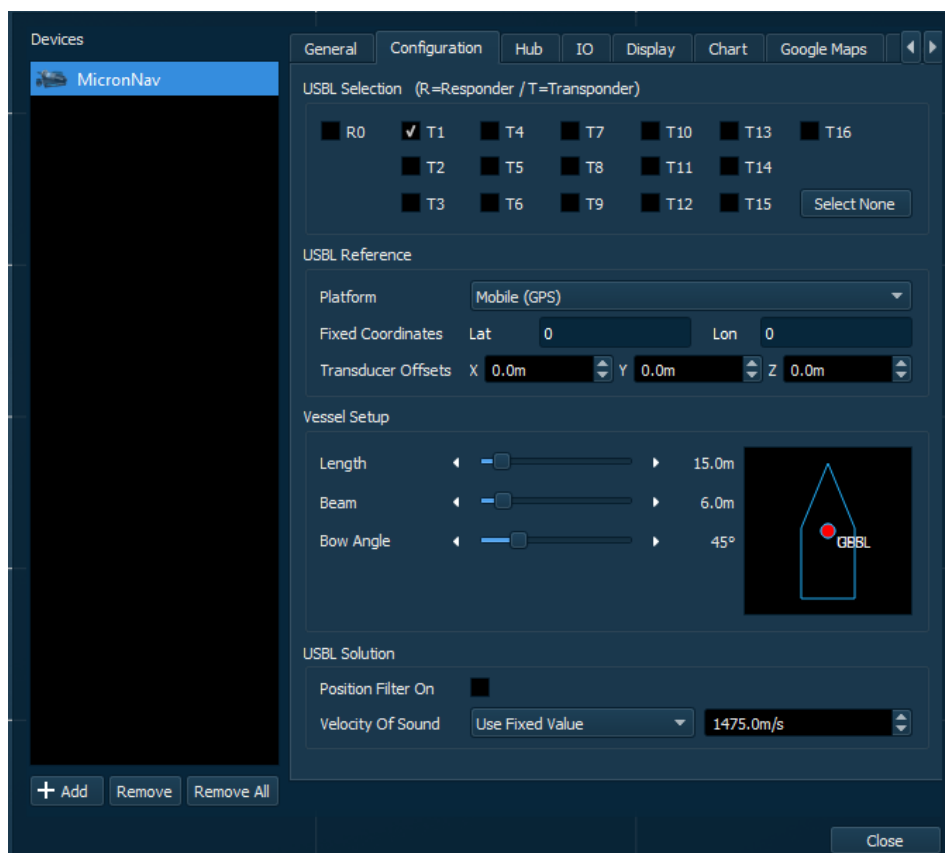 Devices
MicronNav
General Configuration Hub IO Display Chart Google Maps
USBL Selection (R=Responder / T=Transponder)
R0 T1 T4 T7 T10 T13 T16
T2 T5 T8 T11 T14
T3 T6 T9 T12 T15 Select None
USBL Reference
Platform Mobile (GPS)
Fixed Coordinates Lat 0 Lon 0
Transducer Offsets X 0.0m Y 0.0m Z 0.0m
Vessel Setup
Length 15.0m
Beam 6.0m
Bow Angle 45°
USBL Solution
Position Filter On
Velocity Of Sound Use Fixed Value 1475.0m/s
Add Remove Remove All
Close